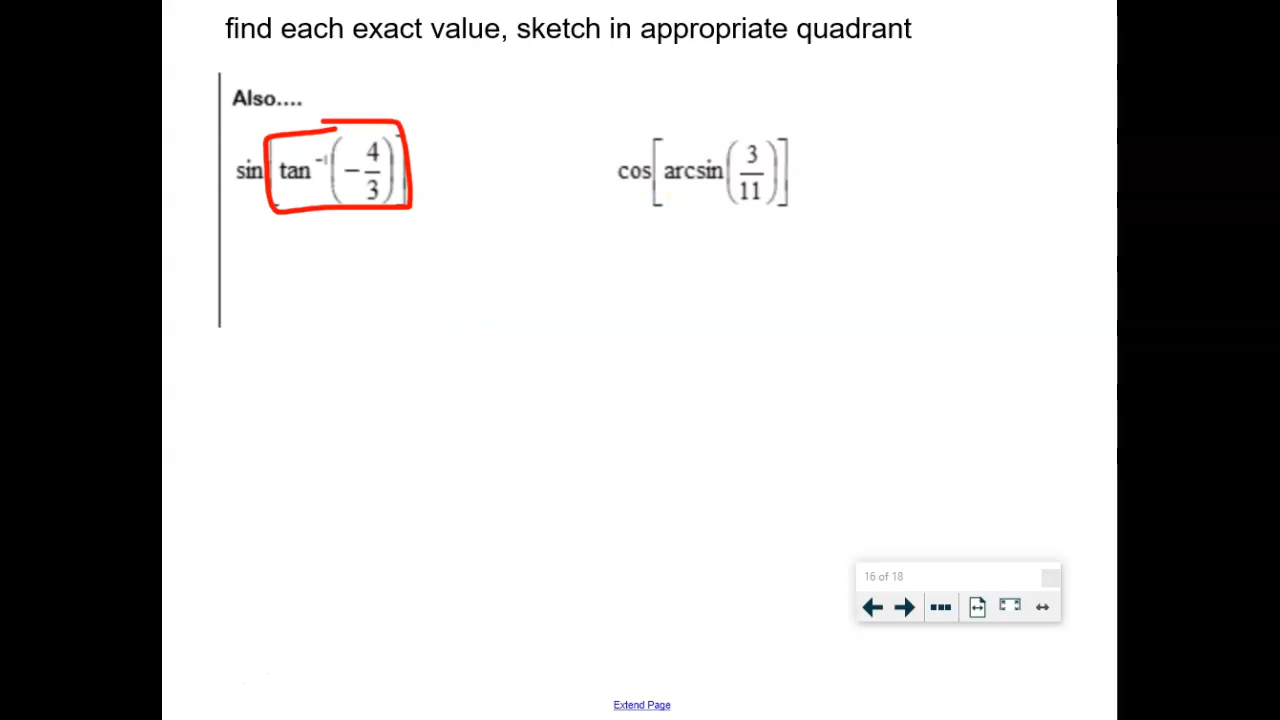 find each exact value, sketch in appropriate quadrant
Also....
sin[tan⁻¹(-4/3)]
cos[arcsin(3/11)]
16 of 18
Extend Page